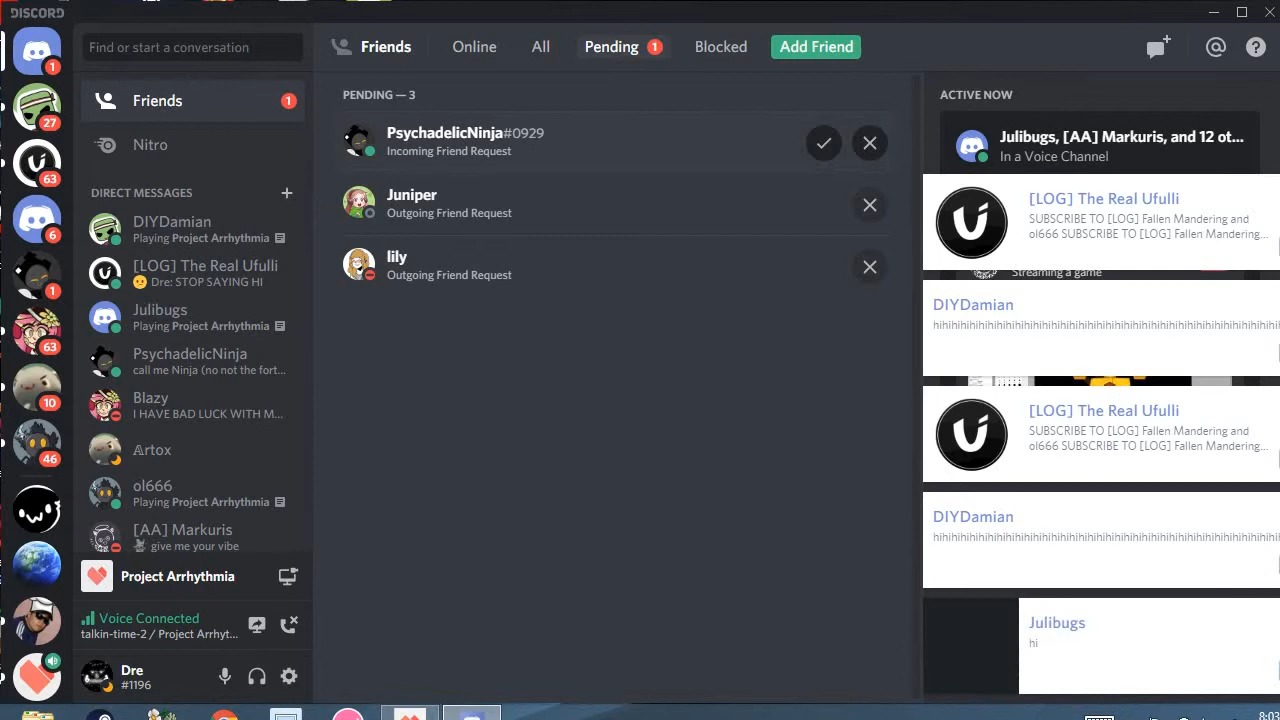 DISCORD
1
27
63
6
1
63
10
46
Find or start a conversation
Friends
1
Nitro
DIRECT MESSAGES
DIYDamian
Playing Project Arrhythmia
[LOG] The Real Ufulli
Dre: STOP SAYING HI
Julibugs
Playing Project Arrhythmia
PsychadelicNinja
call me Ninja (no not the fort...
Blazy
I HAVE BAD LUCK WITH M...
𝔸rtox
ol666
Playing Project Arrhythmia
[AA] Markuris
give me your vibe
Project Arrhythmia
Voice Connected
talkin-time-2 / Project Arrhyt...
Dre
#1196
Friends
Online
All
Pending 1
Blocked
Add Friend
PENDING — 3
PsychadelicNinja#0929
Incoming Friend Request
Juniper
Outgoing Friend Request
lily
Outgoing Friend Request
ACTIVE NOW
Julibugs, [AA] Markuris, and 12 ot...
In a Voice Channel
[LOG] The Real Ufulli
SUBSCRIBE TO [LOG] Fallen Mandering and
ol666 SUBSCRIBE TO [LOG] Fallen Mandering...
Streaming a game
DIYDamian
hihihihihihihihihihihihihihihihihihihihihihihihihihihihihihihihihi
[LOG] The Real Ufulli
SUBSCRIBE TO [LOG] Fallen Mandering and
ol666 SUBSCRIBE TO [LOG] Fallen Mandering...
DIYDamian
hihihihihihihihihihihihihihihihihihihihihihihihihihihihihihihihihi
Julibugs
hi
8:03